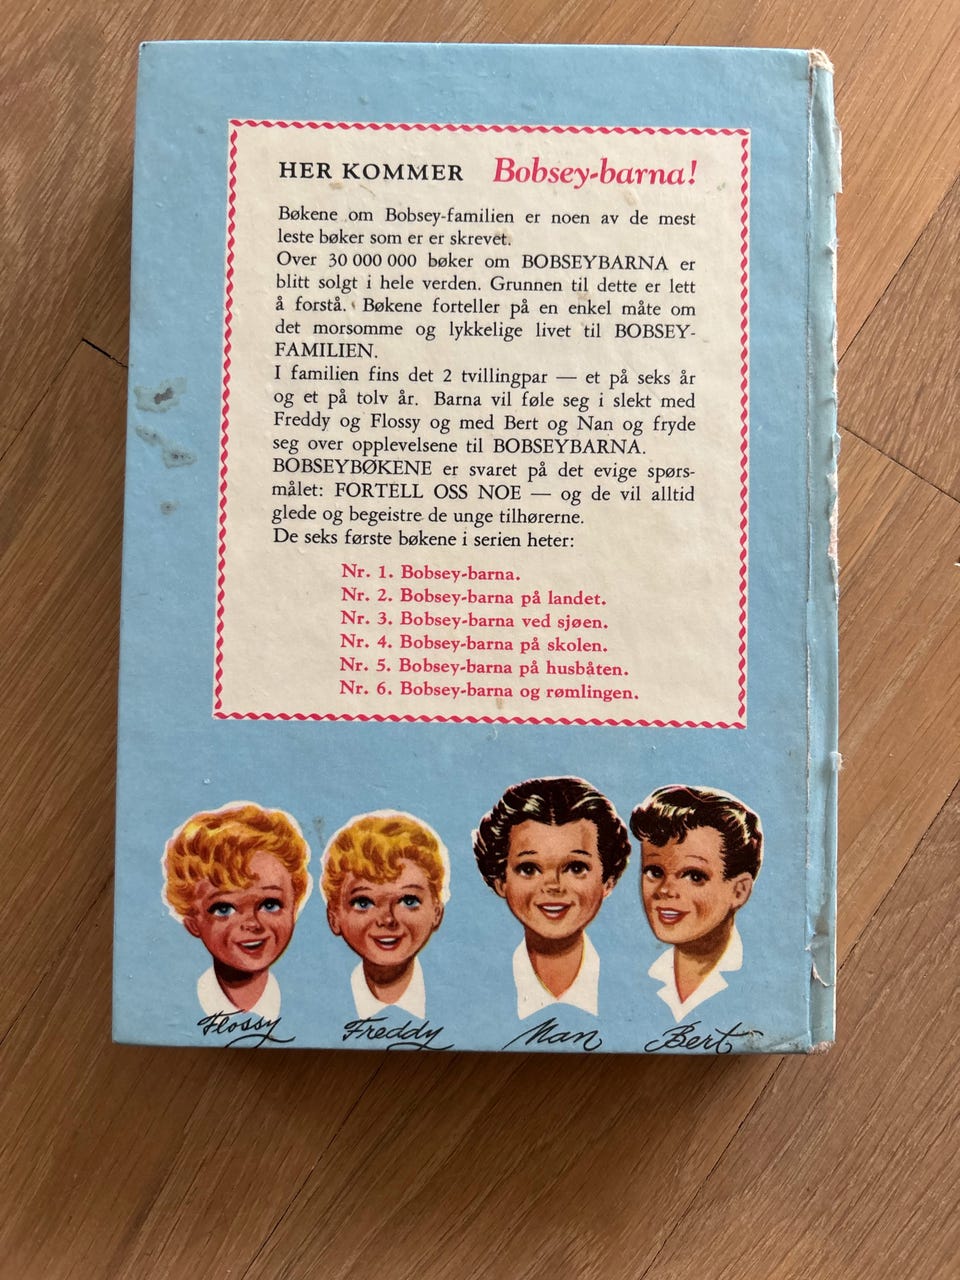 HER KOMMER Bobsey-barna!
Bøkene om Bobsey-familien er noen av de mest
leste bøker som er er skrevet.
Over 30 000 000 bøker om BOBSEYBARNA er
blitt solgt i hele verden. Grunnen til dette er lett
å forstå. Bøkene forteller på en enkel måte om
det morsomme og lykkelige livet til BOBSEY-
FAMILIEN.
I familien fins det 2 tvillingpar — et på seks år
og et på tolv år. Barna vil føle seg i slekt med
Freddy og Flossy og med Bert og Nan og fryde
seg over opplevelsene til BOBSEYBARNA.
BOBSEYBØKENE er svaret på det evige spørs-
målet: FORTELL OSS NOE — og de vil alltid
glede og begeistre de unge tilhørerne.
De seks første bøkene i serien heter:
Nr. 1. Bobsey-barna.
Nr. 2. Bobsey-barna på landet.
Nr. 3. Bobsey-barna ved sjøen.
Nr. 4. Bobsey-barna på skolen.
Nr. 5. Bobsey-barna på husbåten.
Nr. 6. Bobsey-barna og rømlingen.
Flossy Freddy Nan Bert